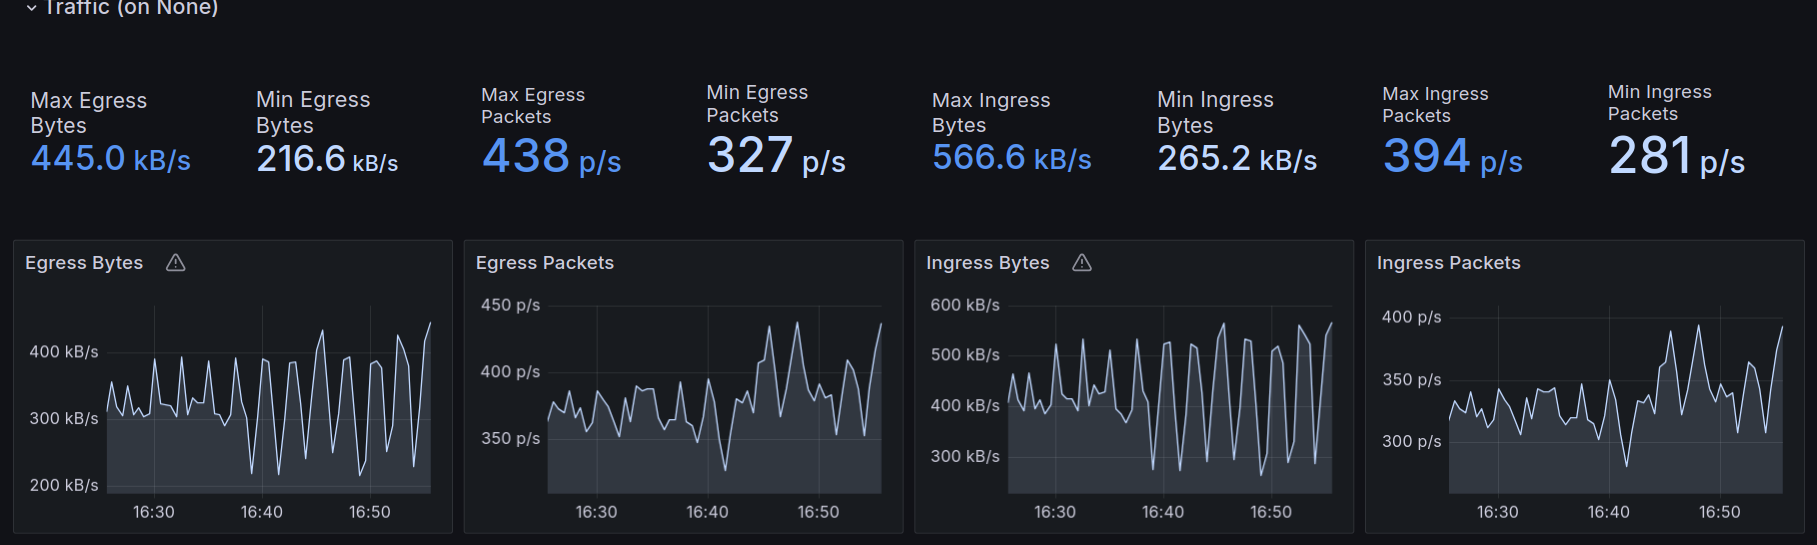 Traffic (on None)
Max Egress
Bytes
445.0 kB/s
Min Egress
Bytes
216.6 kB/s
Max Egress
Packets
438 p/s
Min Egress
Packets
327 p/s
Max Ingress
Bytes
566.6 kB/s
Min Ingress
Bytes
265.2 kB/s
Max Ingress
Packets
394 p/s
Min Ingress
Packets
281 p/s
Egress Bytes
400 kB/s
300 kB/s
200 kB/s
16:30 16:40 16:50
Egress Packets
450 p/s
400 p/s
350 p/s
16:30 16:40 16:50
Ingress Bytes
600 kB/s
500 kB/s
400 kB/s
300 kB/s
16:30 16:40 16:50
Ingress Packets
400 p/s
350 p/s
300 p/s
16:30 16:40 16:50